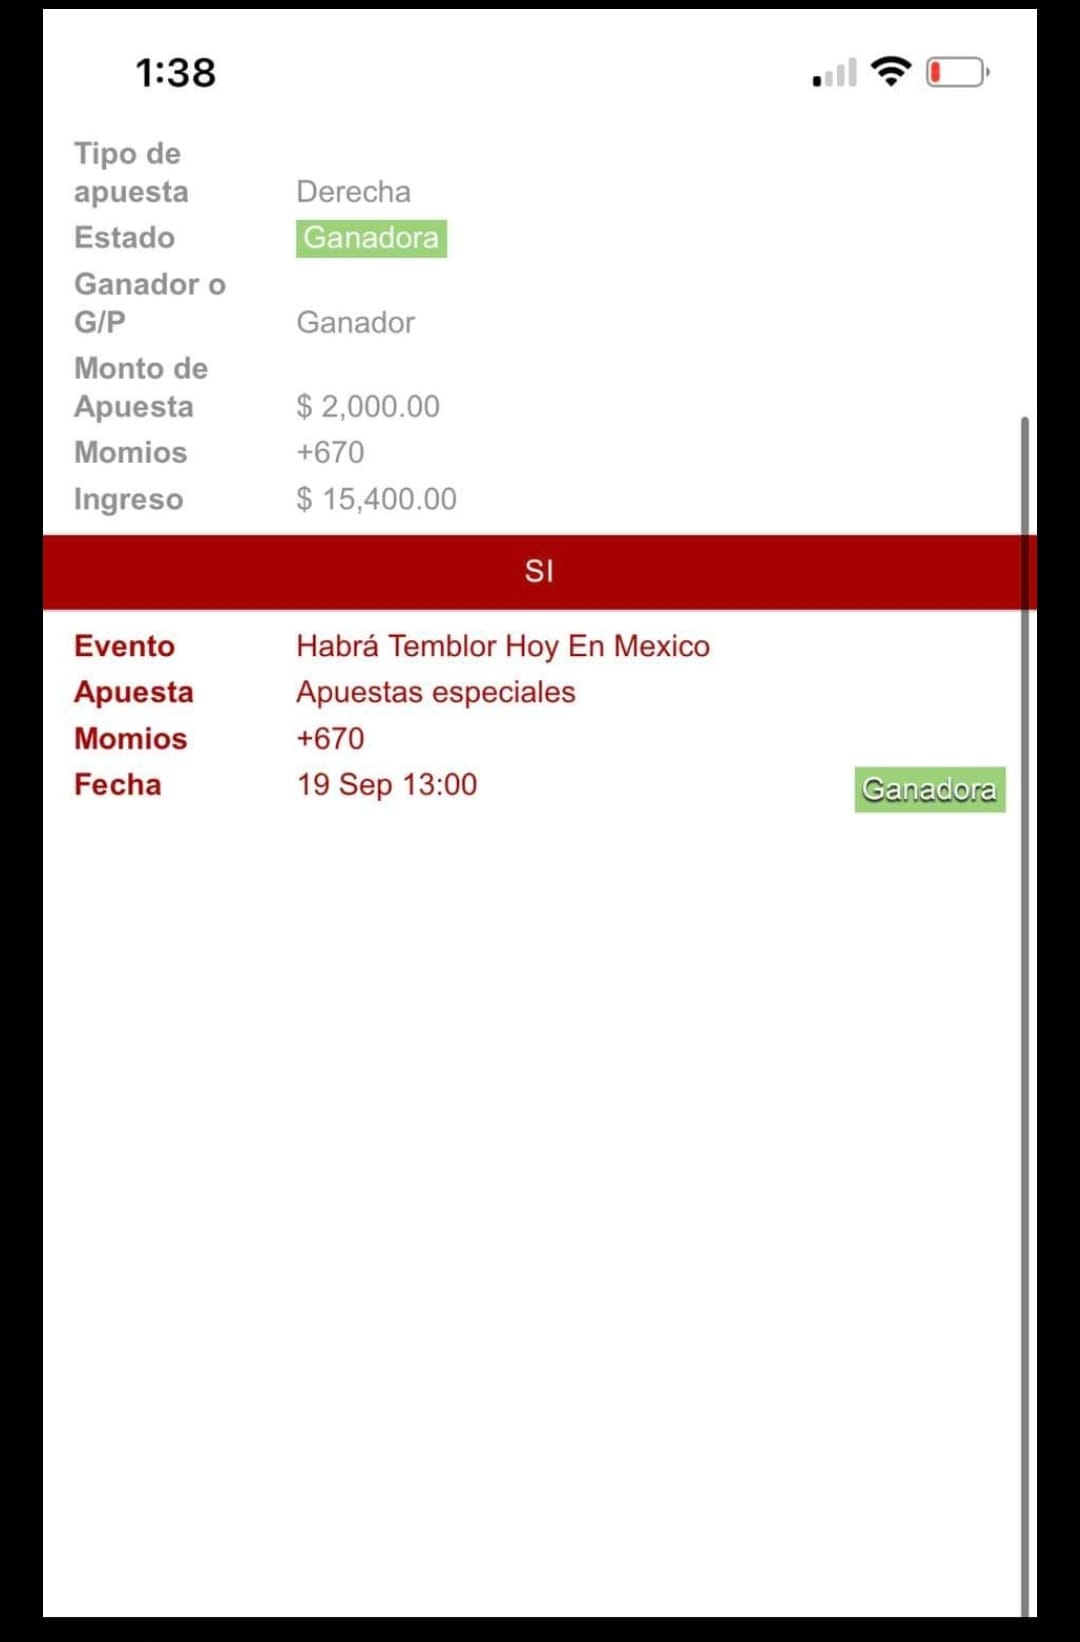 1:38
Tipo de
apuesta Derecha
Estado Ganadora
Ganador o
G/P Ganador
Monto de
Apuesta $ 2,000.00
Momios +670
Ingreso $ 15,400.00
SI
Evento Habrá Temblor Hoy En Mexico
Apuesta Apuestas especiales
Momios +670
Fecha 19 Sep 13:00 Ganadora